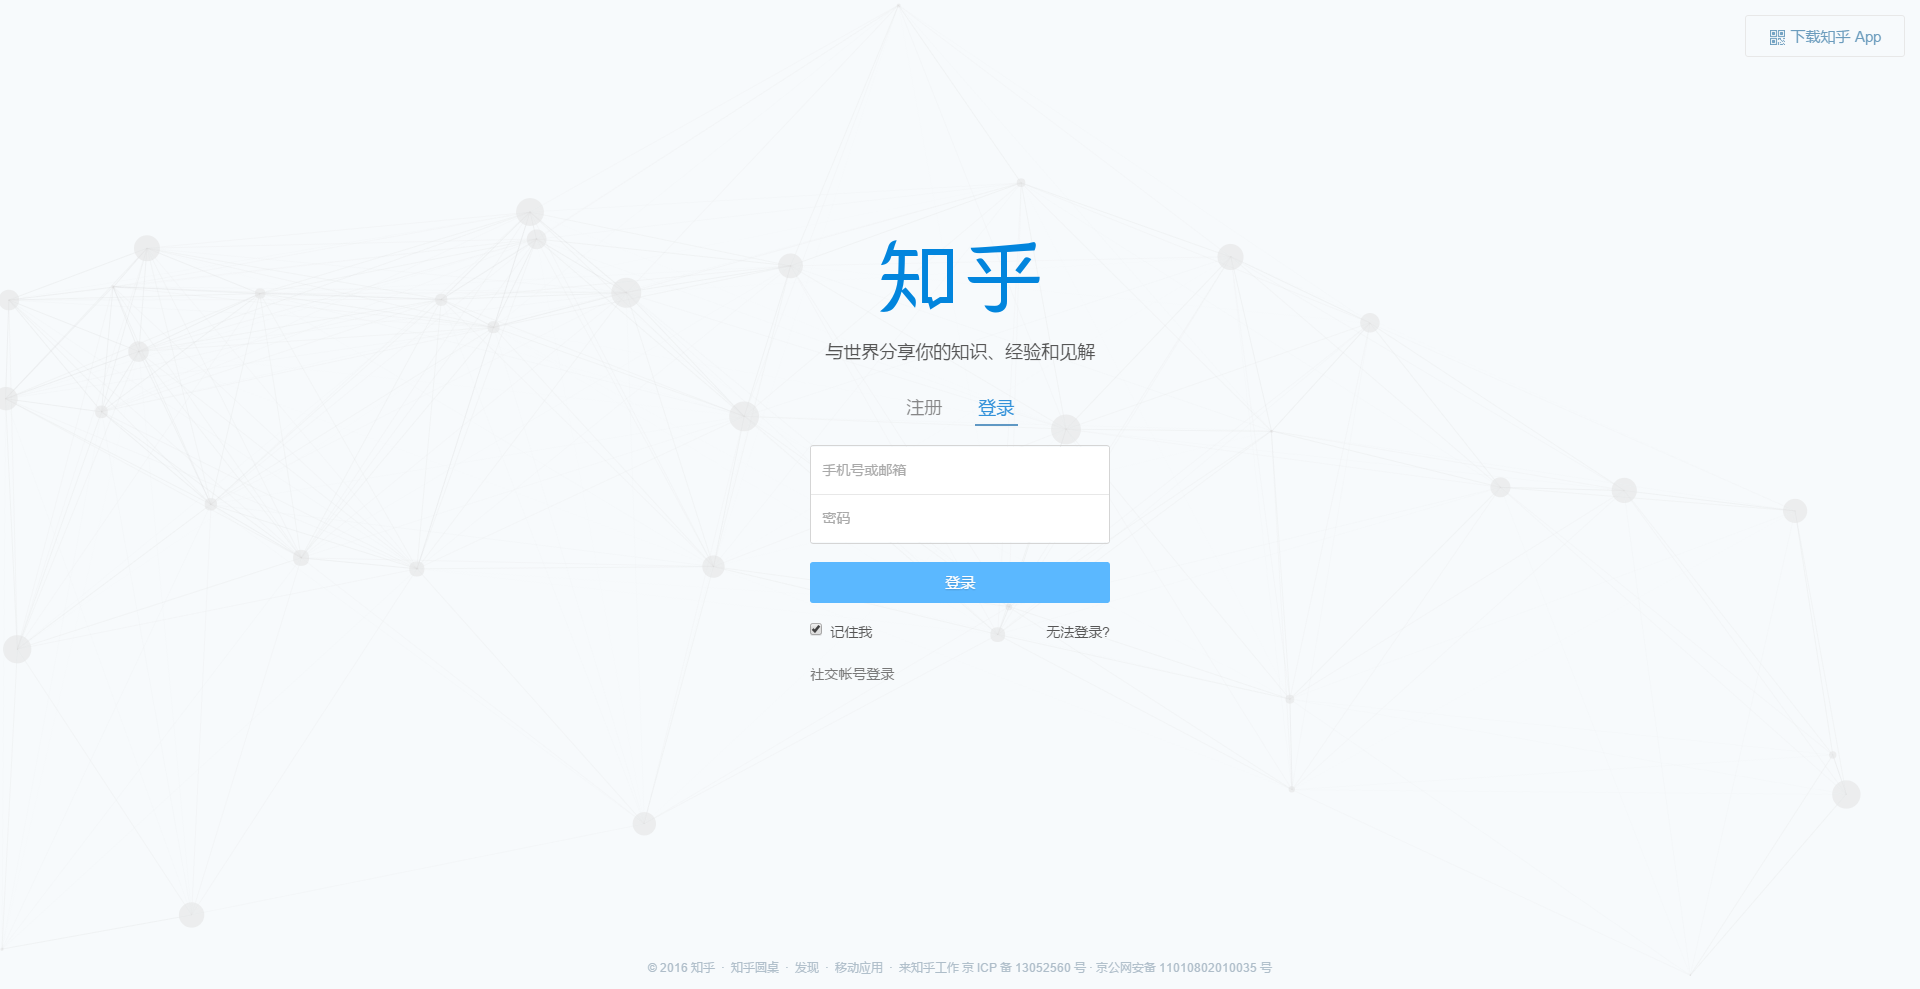 下载知乎 App
知乎
与世界分享你的知识、经验和见解
注册 登录
手机号或邮箱
密码
登录
记住我 无法登录?
社交帐号登录
© 2016 知乎 · 知乎圆桌 · 发现 · 移动应用 · 来知乎工作 京 ICP 备 13052560 号 · 京公网安备 11010802010035 号